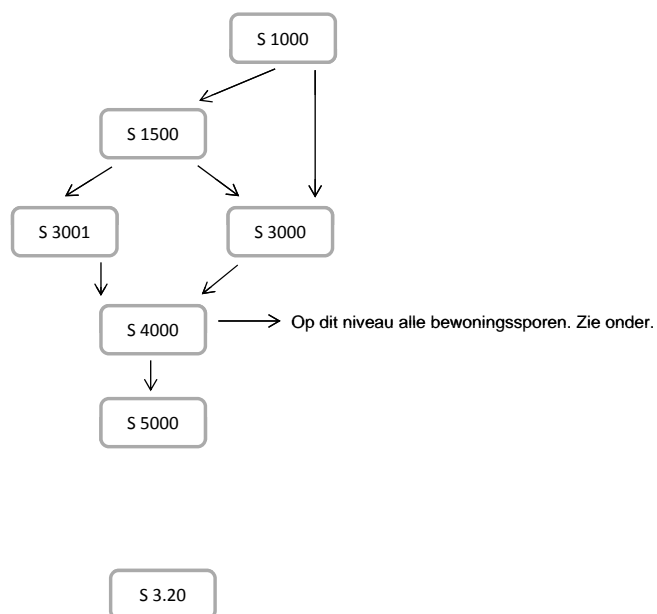 S 1000
S 1500
S 3001
S 3000
S 4000
Op dit niveau alle bewoningssporen. Zie onder.
S 5000
S 3.20